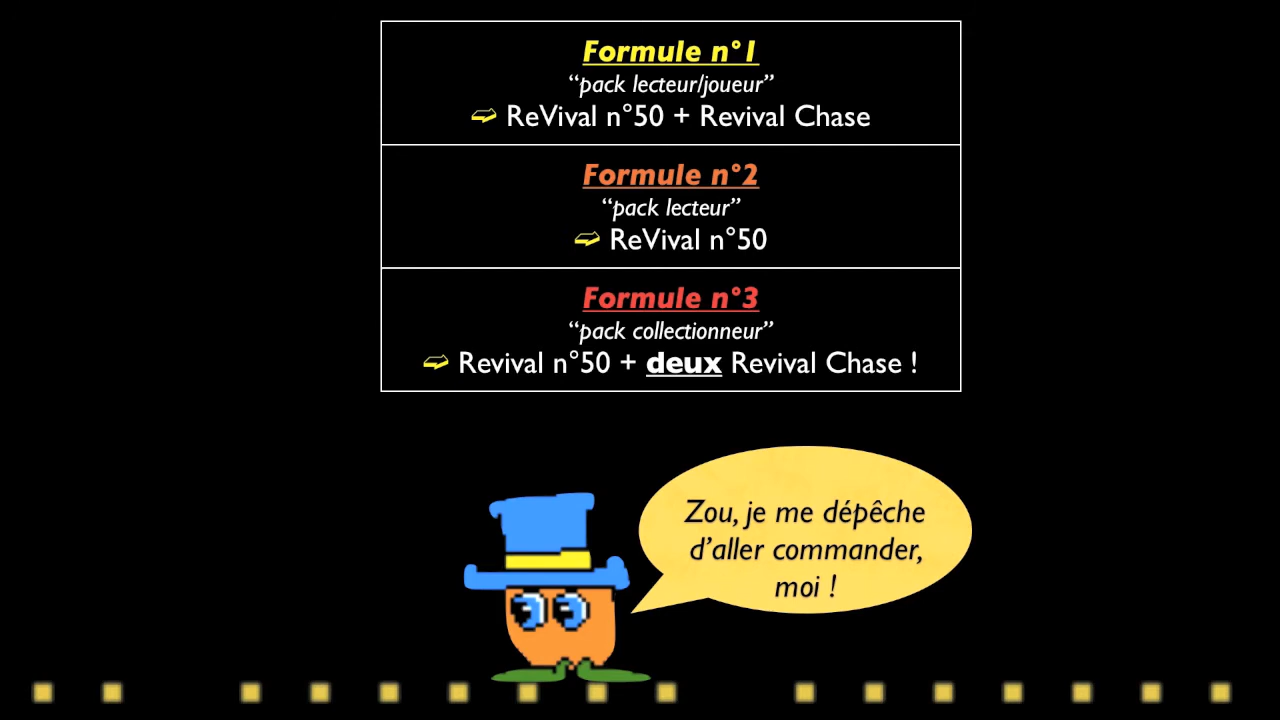 Formule n°1
“pack lecteur/joueur”
➫ ReVival n°50 + Revival Chase
Formule n°2
“pack lecteur”
➫ ReVival n°50
Formule n°3
“pack collectionneur”
➫ Revival n°50 + deux Revival Chase !
Zou, je me dépêche
d’aller commander,
moi !